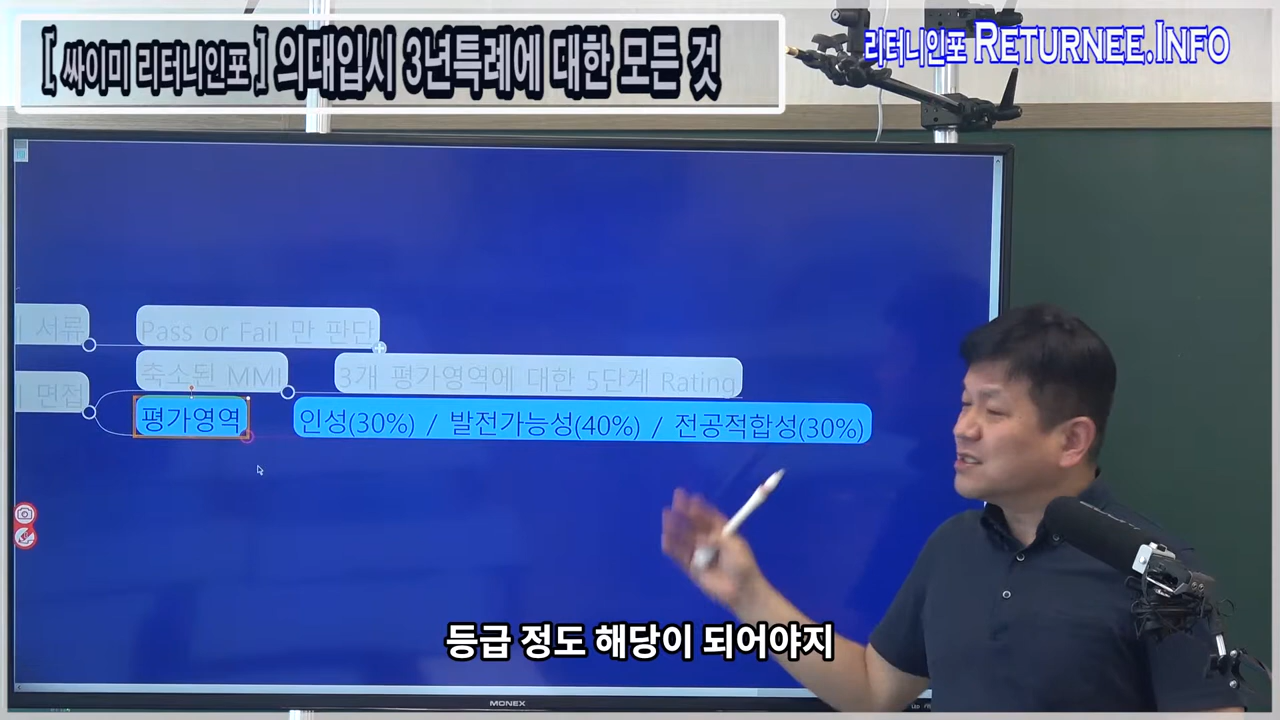 [ 싸이미 리터니인포 ] 의대입시 3년특례에 대한 모든 것
리터니인포 RETURNEE.INFO
서류
Pass or Fail 만 판단
축소된 MMI
3개 평가영역에 대한 5단계 Rating
면접
평가영역
인성(30%) / 발전가능성(40%) / 전공적합성(30%)
MONEX
등급 정도 해당이 되어야지